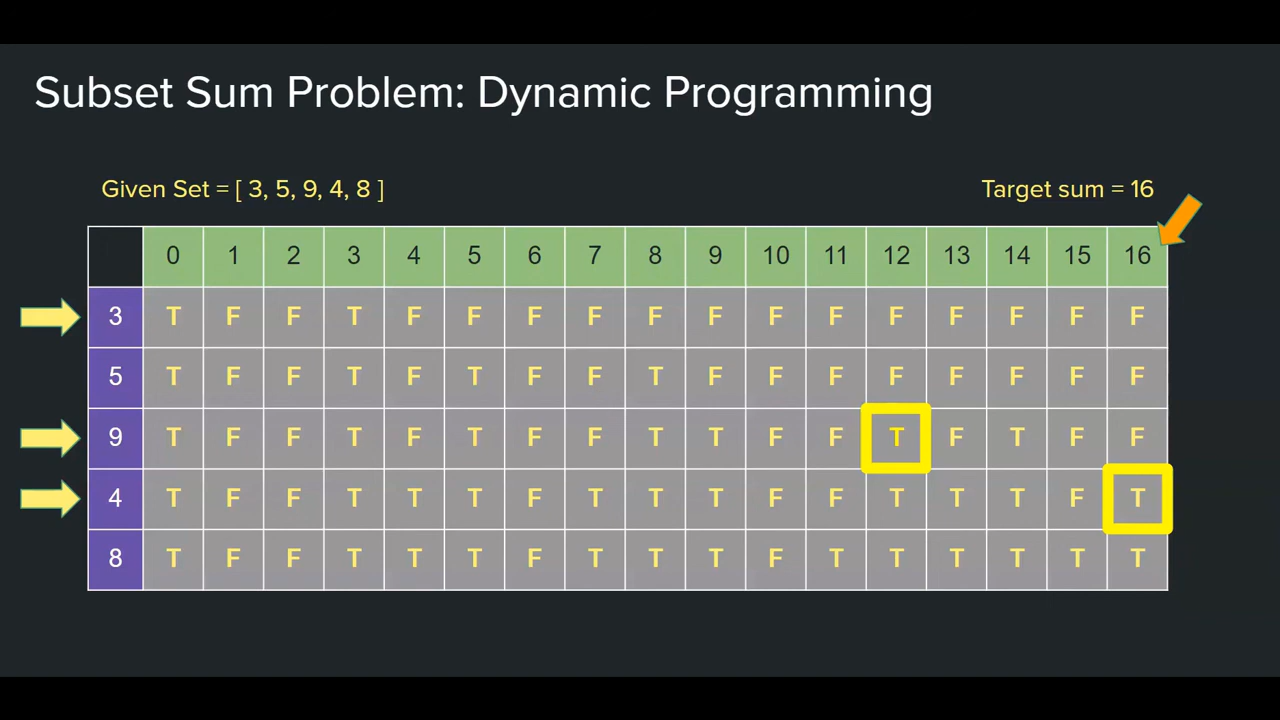 Subset Sum Problem: Dynamic Programming
Given Set = [ 3, 5, 9, 4, 8 ]
Target sum = 16
0 1 2 3 4 5 6 7 8 9 10 11 12 13 14 15 16
3 T F F T F F F F F F F F F F F F F
5 T F F T F T F F T F F F F F F F F
9 T F F T F T F F T T F F T F T F F
4 T F F T T T F T T T F F T T T F T
8 T F F T T T F T T T F T T T T T T